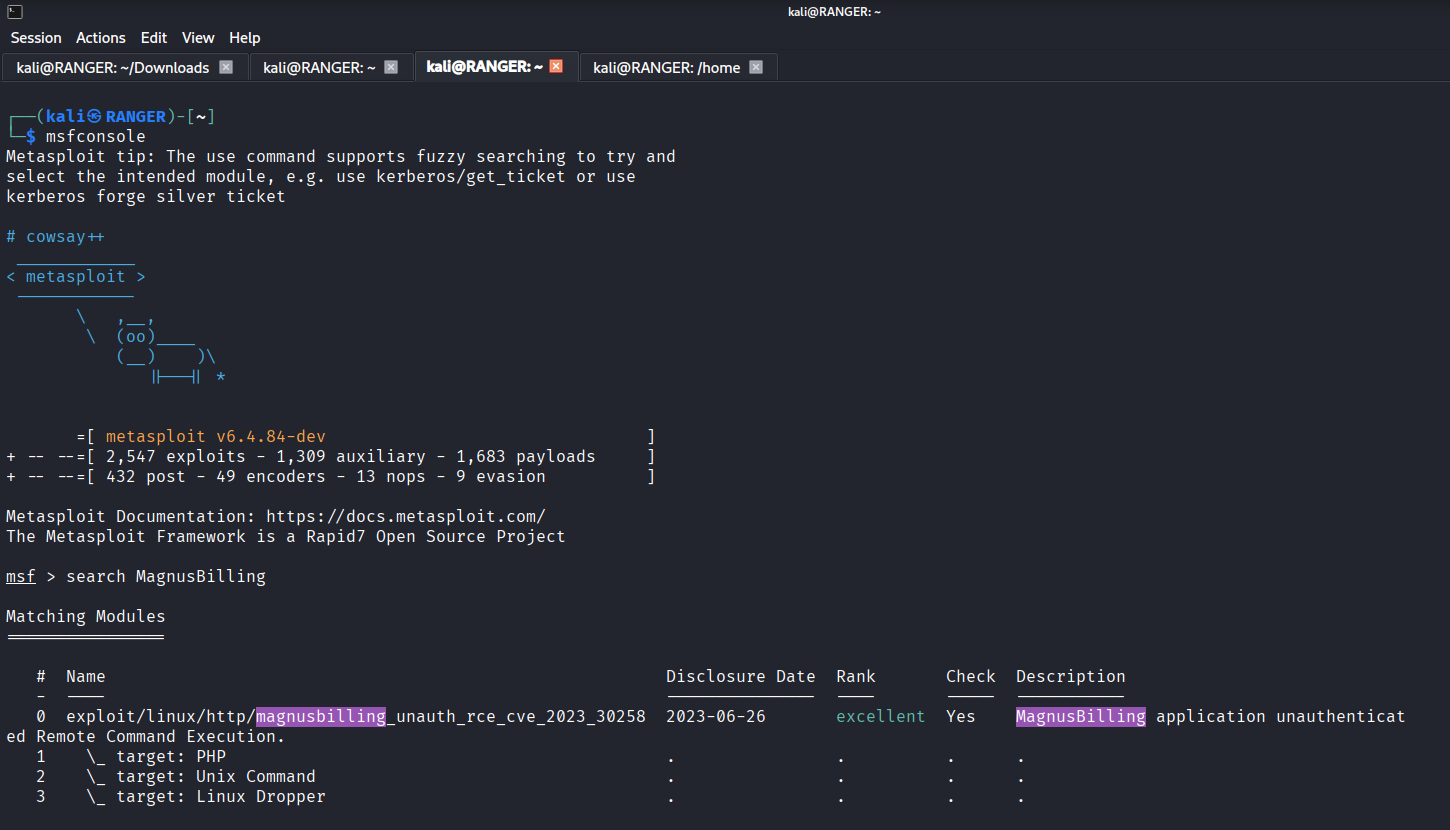 kali@RANGER: ~
Session Actions Edit View Help
kali@RANGER: ~/Downloads kali@RANGER: ~ kali@RANGER: ~ kali@RANGER: /home
┌──(kali㉿RANGER)-[~]
└─$ msfconsole
Metasploit tip: The use command supports fuzzy searching to try and
select the intended module, e.g. use kerberos/get_ticket or use
kerberos forge silver ticket
# cowsay++
 ____________
< metasploit >
 ------------
       \   ,__,
        \  (oo)____
           (__)    )\
              ||--|| *
       =[ metasploit v6.4.84-dev                                ]
+ -- --=[ 2,547 exploits - 1,309 auxiliary - 1,683 payloads     ]
+ -- --=[ 432 post - 49 encoders - 13 nops - 9 evasion          ]
Metasploit Documentation: https://docs.metasploit.com/
The Metasploit Framework is a Rapid7 Open Source Project
msf > search MagnusBilling
Matching Modules
================
   #  Name                                                        Disclosure Date  Rank       Check  Description
   -  ----                                                        ---------------  ----       -----  -----------
   0  exploit/linux/http/magnusbilling_unauth_rce_cve_2023_30258  2023-06-26       excellent  Yes    MagnusBilling application unauthenticat
ed Remote Command Execution.
   1    \_ target: PHP                                            .                .          .      .
   2    \_ target: Unix Command                                   .                .          .      .
   3    \_ target: Linux Dropper                                  .                .          .      .